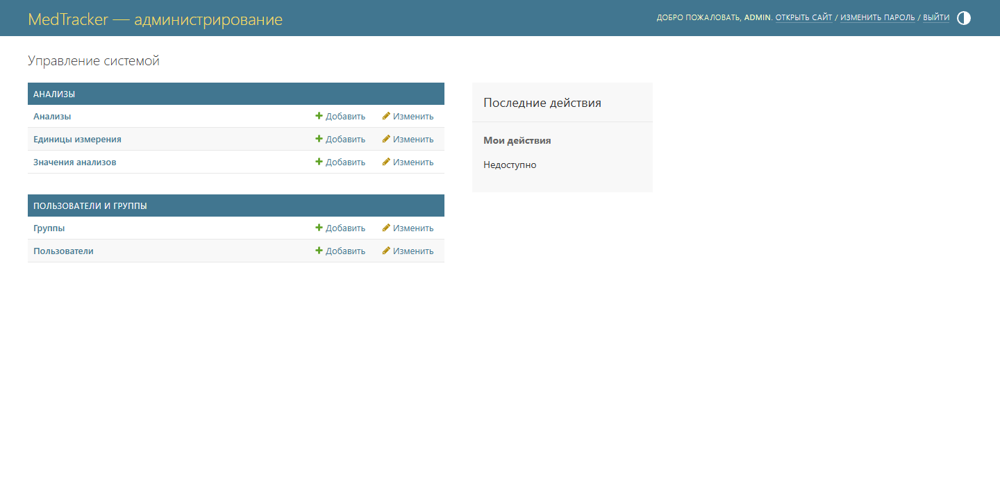 MedTracker — администрирование
ДОБРО ПОЖАЛОВАТЬ, ADMIN. ОТКРЫТЬ САЙТ / ИЗМЕНИТЬ ПАРОЛЬ / ВЫЙТИ
Управление системой
АНАЛИЗЫ
Анализы Добавить Изменить
Единицы измерения Добавить Изменить
Значения анализов Добавить Изменить
ПОЛЬЗОВАТЕЛИ И ГРУППЫ
Группы Добавить Изменить
Пользователи Добавить Изменить
Последние действия
Мои действия
Недоступно